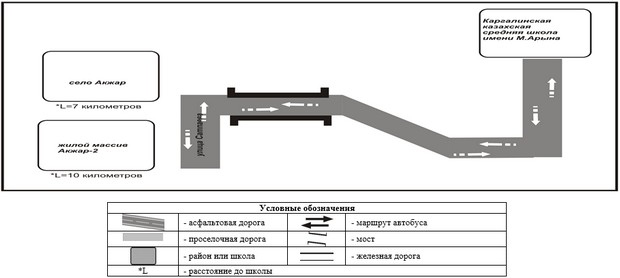 Каргалинская
казахская
средняя школа
имени М.Арына
село Акжар
*L=7 километров
жилой массив
Акжар-2
*L=10 километров
улица Сатпаева
Условные обозначения
- асфальтовая дорога
- маршрут автобуса
- проселочная дорога
- мост
- район или школа
- железная дорога
*L - расстояние до школы